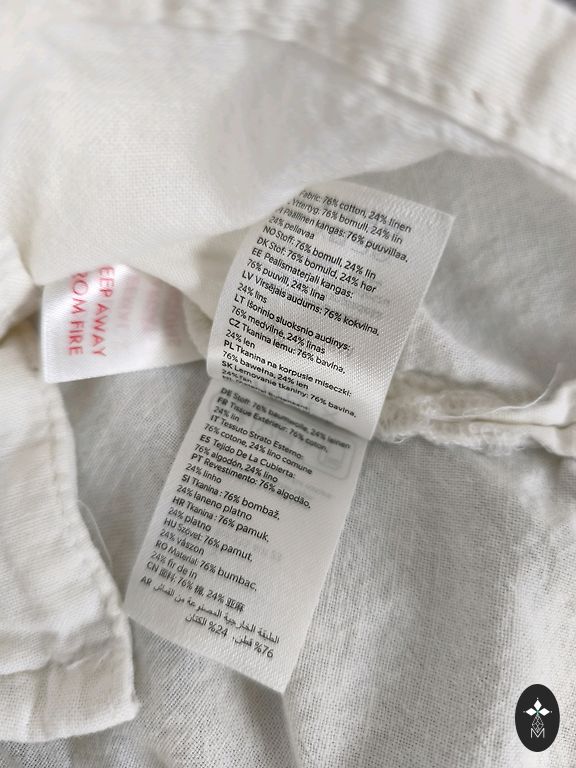 EEP AWAY
ROM FIRE
Fabric: 76% cotton, 24% linen
Yttertyg: 76% bomull, 24% lin
Päällinen kangas: 76% puuvillaa,
24% pellavaa
NO Stoff: 76% bomull, 24% lin
DK Stof: 76% bomuld, 24% hør
EE Pealismaterjali kangas:
76% puuvill, 24% lina
LV Virsējais audums: 76% kokvilna,
24% lins
LT Išorinio sluoksnio audinys:
76% medvilnė, 24% linas
CZ Tkanina lemu: 76% bavlna,
24% len
PL Tkanina na korpusie miseczki:
76% bawełna, 24% len
SK Lemovanie tkaniny: 76% bavlna,
24% ľan
DE Stoff: 76% baumwolle, 24% leinen
FR Tissue Extérieur: 76% coton,
24% lin
IT Tessuto Strato Esterno:
76% cotone, 24% lino comune
ES Tejido De La Cubierta:
76% algodón, 24% lino
PT Revestimento: 76% algodão,
24% linho
SI Tkanina : 76% bombaž,
24% laneno platno
HR Tkanina : 76% pamuk,
24% platno
HU Szövet: 76% pamut,
24% vászon
RO Material: 76% bumbac,
24% fir de in
CN 面料: 76% 棉, 24% 亚麻
AR الطبقة الخارجية المصنوعة من القماش
76% قطن, 24% الكتان
M